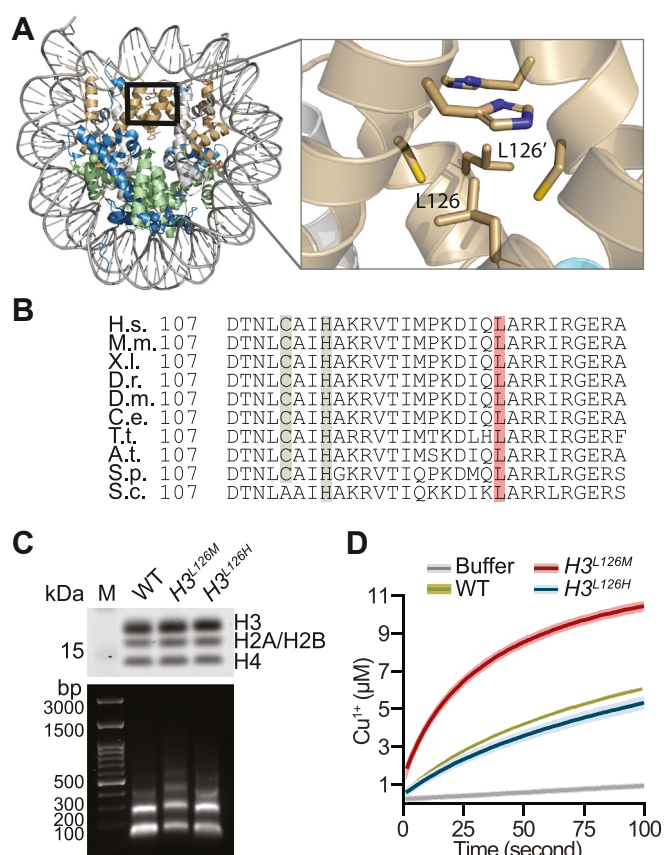 A
L126'
L126
B
H.s. 107 DTNLCAIHAKRVTIMPKDIQLARRIRGERA
M.m. 107 DTNLCAIHAKRVTIMPKDIQLARRIRGERA
X.l. 107 DTNLCAIHAKRVTIMPKDIQLARRIRGERA
D.r. 107 DTNLCAIHAKRVTIMPKDIQLARRIRGERA
D.m. 107 DTNLCAIHAKRVTIMPKDIQLARRIRGERA
C.e. 107 DTNLCAIHAKRVTIMPKDIQLARRIRGERA
T.t. 107 DTNLCAIHARRVTIMTKDLHLARRIRGERF
A.t. 107 DTNLCAIHAKRVTIMSKDIQLARRIRGERA
S.p. 107 DTNLCAIHGKRVTIQPKDMQLARRLRGERS
S.c. 107 DTNLAAIHAKRVTIQKKDIKLARRLRGERS
C
kDa M WT H3L126M H3L126H
H3
H2A/H2B
15
H4
bp
3000
1500
500
300
200
100
D
Buffer H3L126M
WT H3L126H
11
9
7
5
3
1
Cu1+ (µM)
0 25 50 75 100
Time (second)